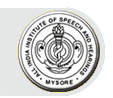 ALL INDIA INSTITUTE OF SPEECH AND HEARING
MYSORE